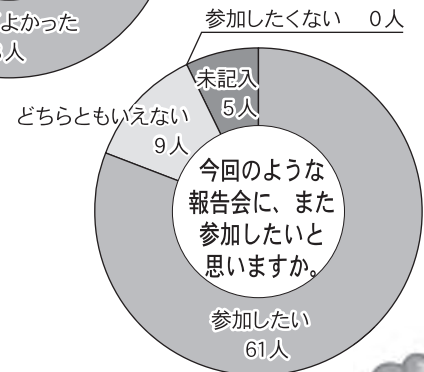 よかった
人
参加したくない 0人
未記入
5人
どちらともいえない
9人
今回のような
報告会に、また
参加したいと
思いますか。
参加したい
61人